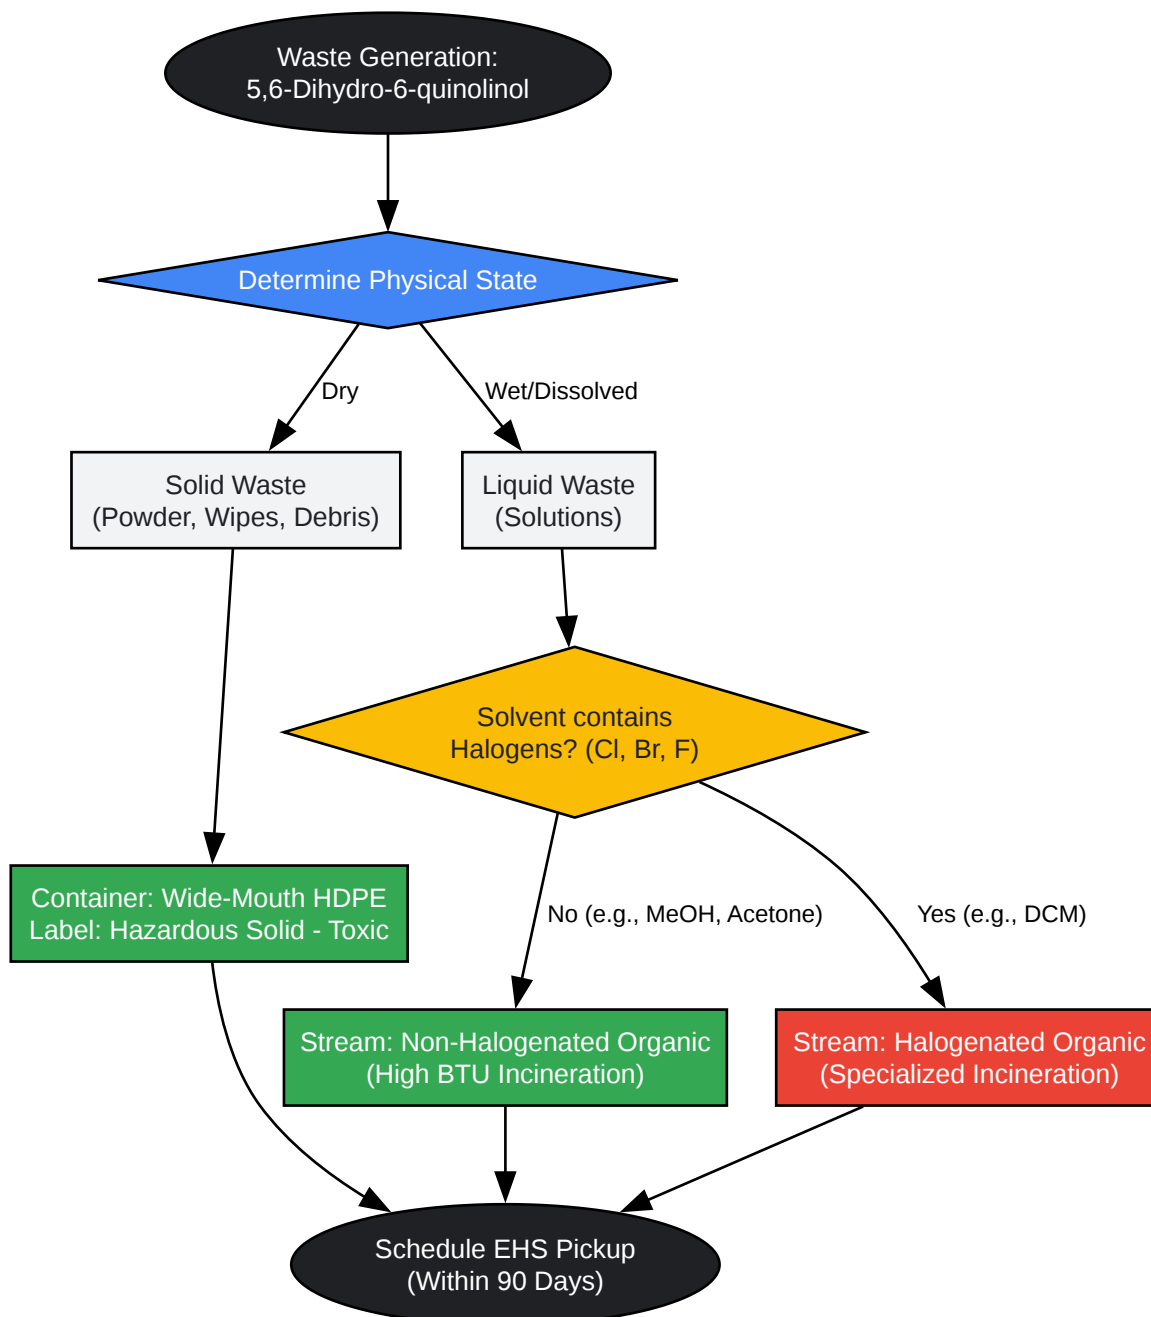 Waste Generation:
5,6-Dihydro-6-quinolinol
Determine Physical State
Dry
Wet/Dissolved
Solid Waste
(Powder, Wipes, Debris)
Liquid Waste
(Solutions)
Solvent contains
Halogens? (Cl, Br, F)
Container: Wide-Mouth HDPE
Label: Hazardous Solid - Toxic
No (e.g., MeOH, Acetone)
Yes (e.g., DCM)
Stream: Non-Halogenated Organic
(High BTU Incineration)
Stream: Halogenated Organic
(Specialized Incineration)
Schedule EHS Pickup
(Within 90 Days)